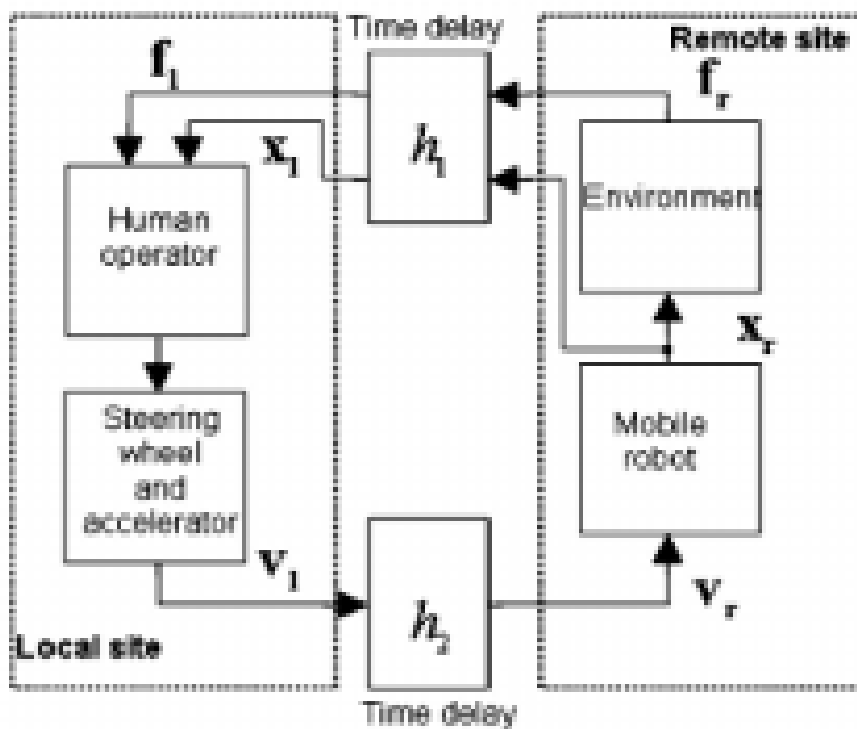 Time delay
Remote site
f_l
f_r
x_l
h_1
Human
operator
Environment
x_r
Steering
wheel
and
accelerator
Mobile
robot
v_l
v_r
h_2
Local site
Time delay